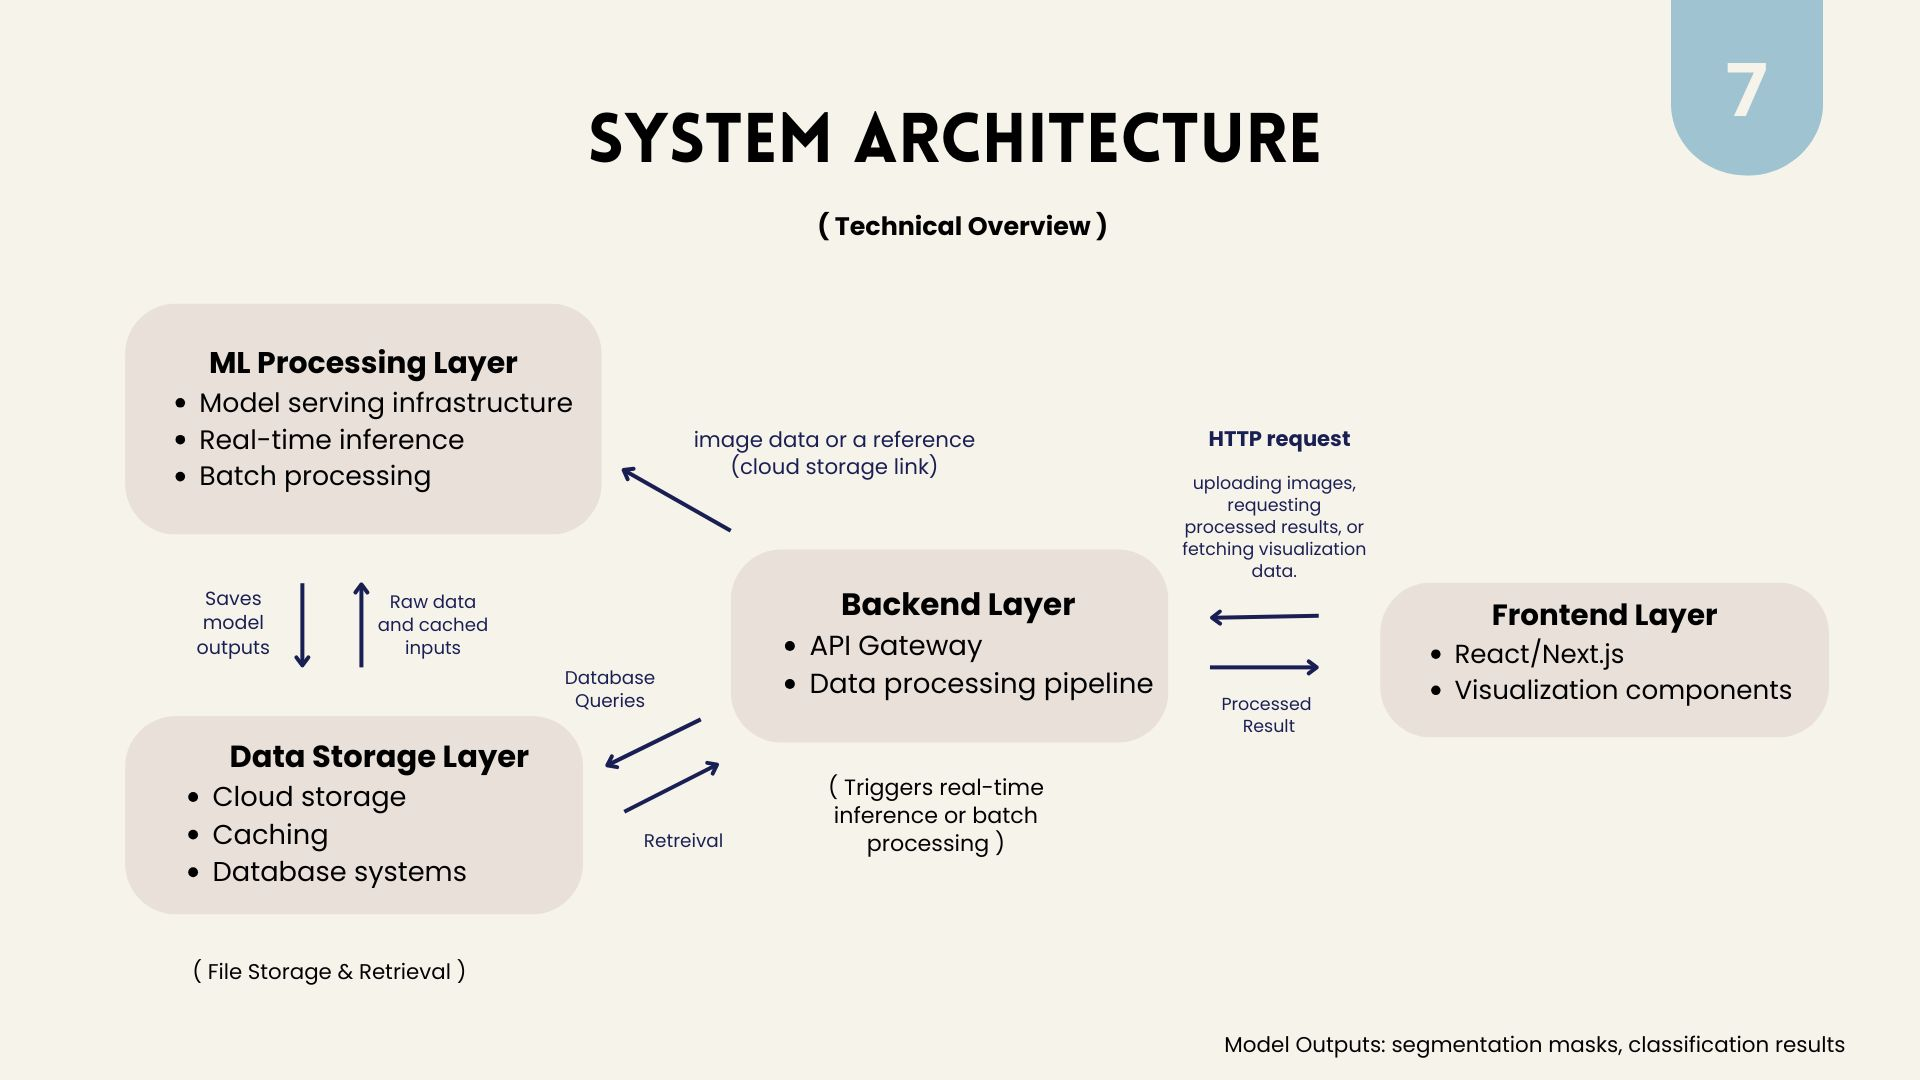 7
SYSTEM ARCHITECTURE
( Technical Overview )
ML Processing Layer
• Model serving infrastructure
• Real-time inference
• Batch processing
image data or a reference
(cloud storage link)
HTTP request
uploading images,
requesting
processed results, or
fetching visualization
data.
Saves
model
outputs
Raw data
and cached
inputs
Backend Layer
• API Gateway
• Data processing pipeline
Frontend Layer
• React/Next.js
• Visualization components
Database
Queries
Processed
Result
Data Storage Layer
• Cloud storage
• Caching
• Database systems
Retreival
( Triggers real-time
inference or batch
processing )
( File Storage & Retrieval )
Model Outputs: segmentation masks, classification results